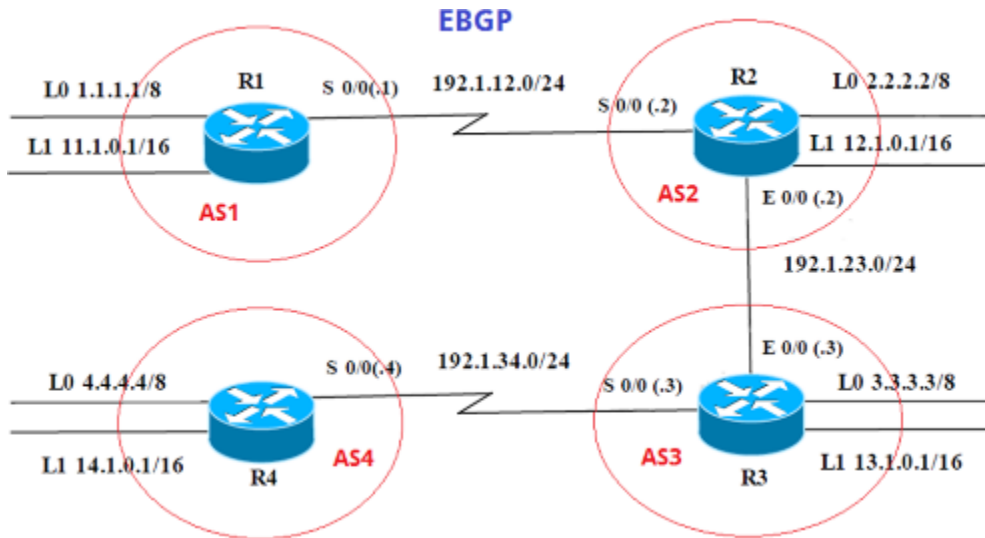 EBGP
L0 1.1.1.1/8
R1
S 0/0(.1)
192.1.12.0/24
R2
L0 2.2.2.2/8
S 0/0 (.2)
L1 11.1.0.1/16
L1 12.1.0.1/16
AS1
AS2
E 0/0 (.2)
192.1.23.0/24
L0 4.4.4.4/8
S 0/0(.4)
192.1.34.0/24
E 0/0 (.3)
S 0/0 (.3)
L0 3.3.3.3/8
L1 14.1.0.1/16
R4
AS4
AS3
R3
L1 13.1.0.1/16